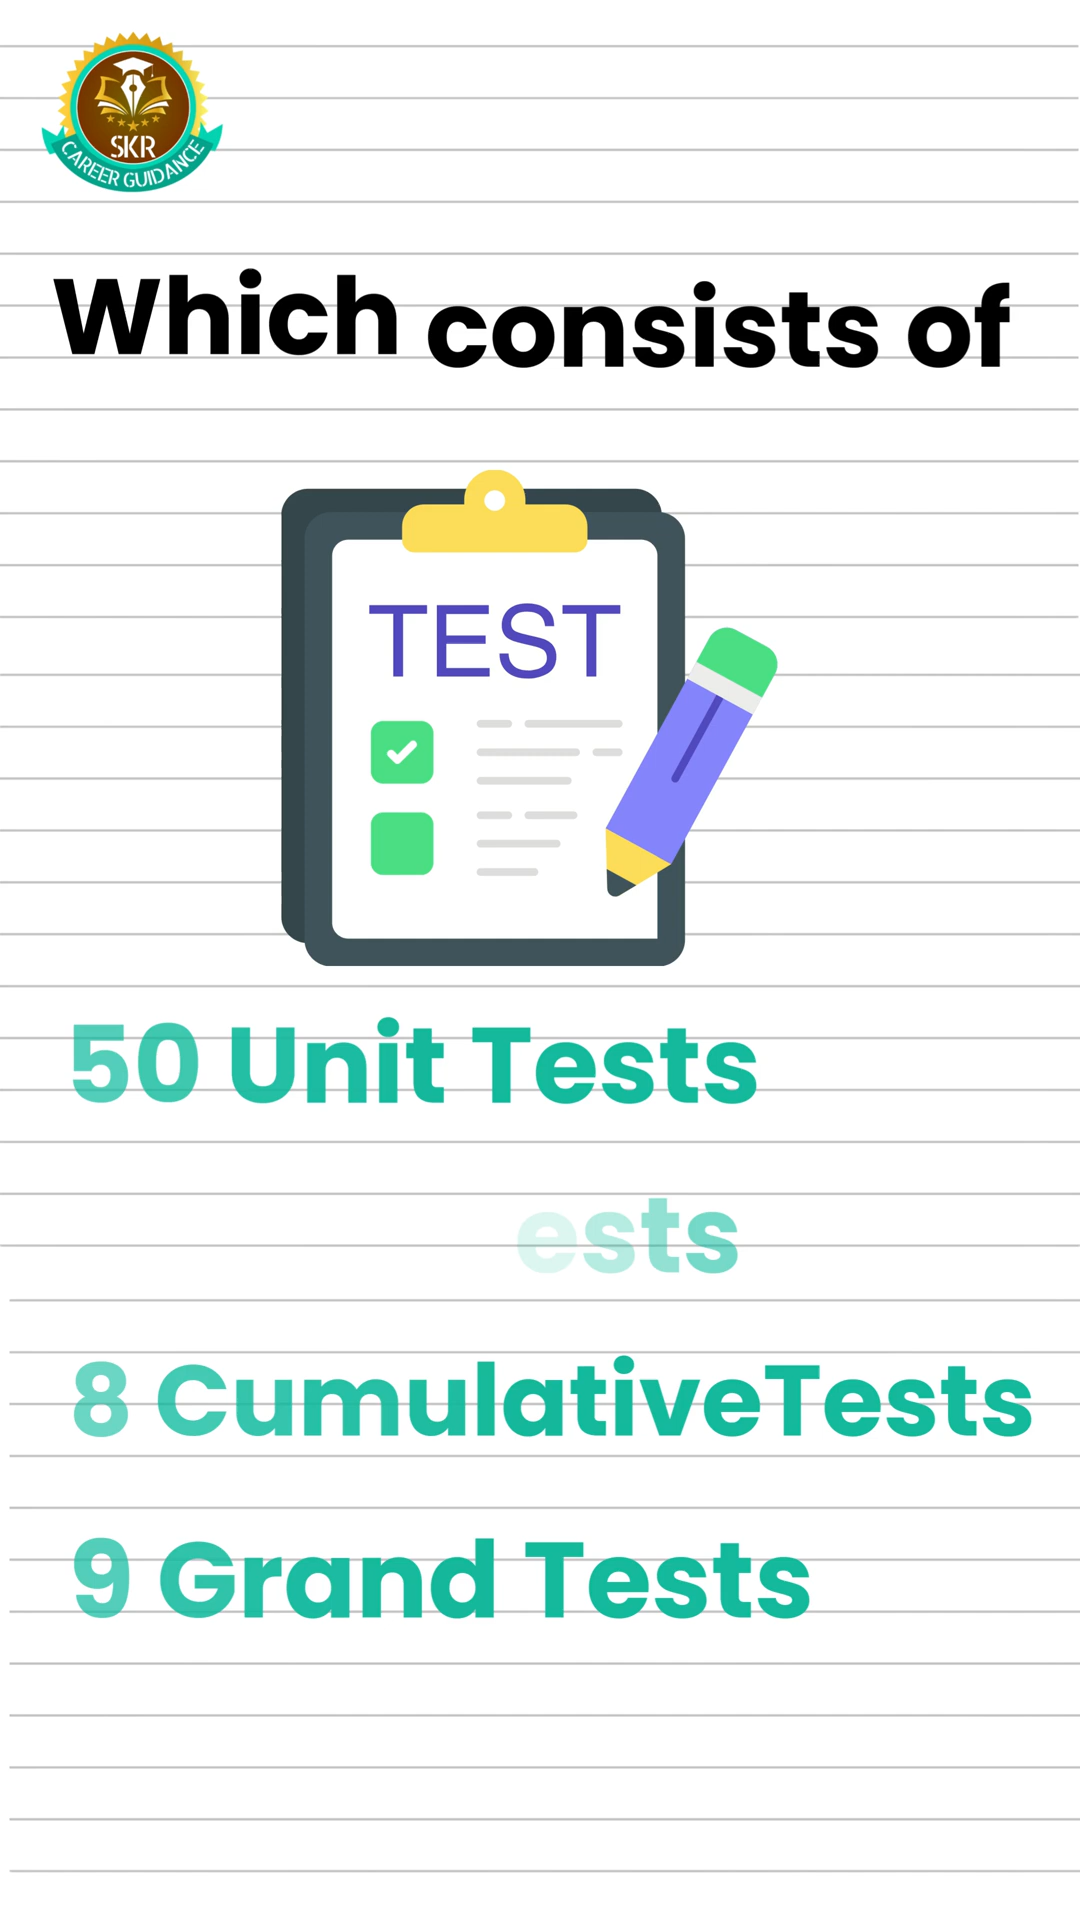 SKR
CAREER GUIDANCE
Which consists of
TEST
50 Unit Tests
ests
8 CumulativeTests
9 Grand Tests